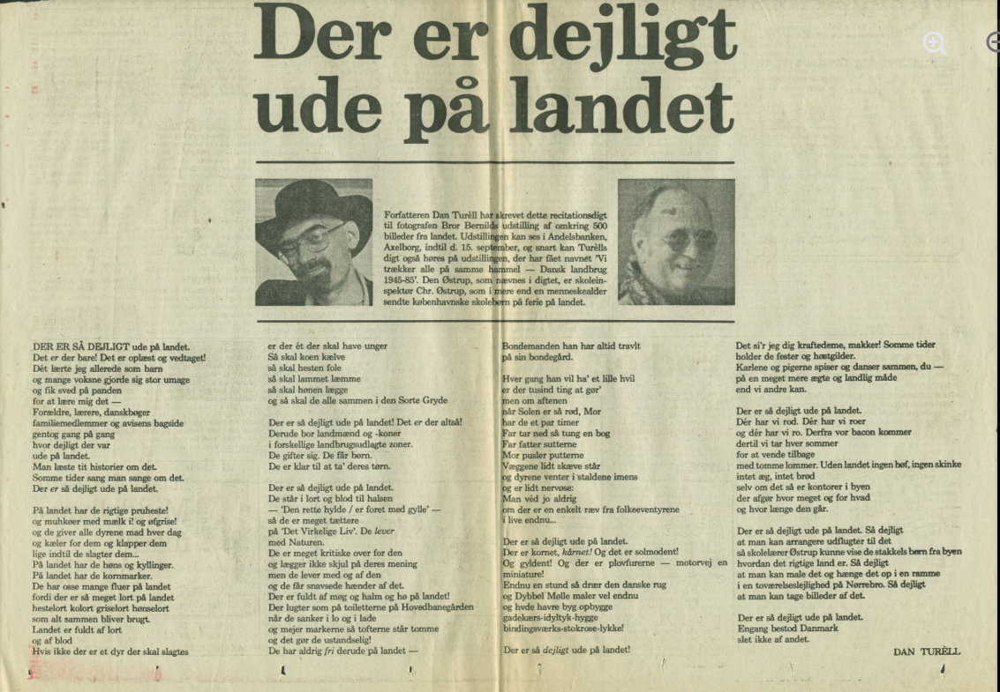 Der er dejligt
ude på landet
Forfatteren Dan Turèll har skrevet dette recitationsdigt
til fotografen Bror Bernilds udstilling af omkring 500
billeder fra landet. Udstillingen kan ses i Andelsbanken,
Axelborg, indtil d. 15. september, og snart kan Turèlls
digt også høres på udstillingen, der har fået navnet 'Vi
trækker alle på samme hammel — Dansk landbrug
1945-85'. Den Østrup, som nævnes i digtet, er skolein-
spektør Chr. Østrup, som i mere end en menneskealder
sendte københavnske skolebørn på ferie på landet.
DER ER SÅ DEJLIGT ude på landet.
Det er der bare! Det er oplæst og vedtaget!
Dét lærte jeg allerede som barn
og mange voksne gjorde sig stor umage
og fik sved på panden
for at lære mig det —
Forældre, lærere, danskbøger
familiemedlemmer og avisens bagside
gentog gang på gang
hvor dejligt der var
ude på landet.
Man læste tit historier om det.
Somme tider sang man sange om det.
Der er så dejligt ude på landet.
På landet har de rigtige pruheste!
og muhkøer med mælk i! og øfgrise!
og de giver alle dyrene mad hver dag
og kæler for dem og klapper dem
lige indtil de slagter dem...
På landet har de høns og kyllinger.
På landet har de kornmarker.
De har osse mange fluer på landet
fordi der er så meget lort på landet
hestelort kolort griselort hønselort
som alt sammen bliver brugt.
Landet er fuldt af lort
og af blod
Hvis ikke der er et dyr der skal slagtes
er der ét der skal have unger
Så skal koen kælve
så skal hesten fole
så skal lammet læmme
så skal hønen lægge
og så skal de alle sammen i den Sorte Gryde
Der er så dejligt ude på landet! Det er der altså!
Derude bor landmænd og -koner
i forskellige landbrugsudlagte zoner.
De gifter sig. De får børn.
De er klar til at ta' deres tørn.
Der er så dejligt ude på landet.
De står i lort og blod til halsen
— 'Den rette hylde / er foret med gylle' —
så de er meget tættere
på 'Det Virkelige Liv'. De lever
med Naturen.
De er meget kritiske over for den
og lægger ikke skjul på deres mening
men de lever med og af den
og de får snavsede hænder af det.
Der er fuldt af møg og halm og hø på landet!
Der lugter som på toiletterne på Hovedbanegården
når de sanker i lo og i lade
og mejer markerne så tofterne står tomme
og det gør de ustandselig!
De har aldrig fri derude på landet —
Bondemanden han har altid travlt
på sin bondegård.
Hver gang han vil ha' et lille hvil
er der tusind ting at gør'
men om aftenen
når Solen er så rød, Mor
har de et par timer
Far tar ned så tung en bog
Far fatter sutterne
Mor pusler putterne
Væggene lidt skæve står
og dyrene venter i staldene imens
og er lidt nervøse:
Man véd jo aldrig
om der er en enkelt ræv fra folkeeventyrene
i live endnu...
Der er så dejligt ude på landet.
Der er kornet, kårnet! Og det er solmodent!
Og gyldent! Og der er plovfurerne — motorvej en
miniature!
Endnu en stund så drær den danske rug
og Dybbøl Mølle maler vel endnu
og hvde havre byg opbygge
gadekærs-idyltyk-hygge
bindingsværks-stokrose-lykke!
Der er så dejligt ude på landet!
Det si'r jeg dig kraftedeme, makker! Somme tider
holder de fester og høstgilder.
Karlene og pigerne spiser og danser sammen, du —
på en meget mere ægte og landlig måde
end vi andre kan.
Der er så dejligt ude på landet.
Dér har vi rod. Dér har vi roer
og dér har vi ro. Derfra vor bacon kommer
dertil vi tar hver sommer
for at vende tilbage
med tomme lommer. Uden landet ingen bøf, ingen skinke
intet æg, intet brød
selv om det så er kontorer i byen
der afgør hvor meget og for hvad
og hvor længe den går.
Der er så dejligt ude på landet. Så dejligt
at man kan arrangere udflugter til det
så skolelærer Østrup kunne vise de stakkels børn fra byen
hvordan det rigtige land er. Så dejligt
at man kan male det og hænge det op i en ramme
i en toværelseslejlighed på Nørrebro. Så dejligt
at man kan tage billeder af det.
Der er så dejligt ude på landet.
Engang bestod Danmark
slet ikke af andet.
DAN TURÈLL